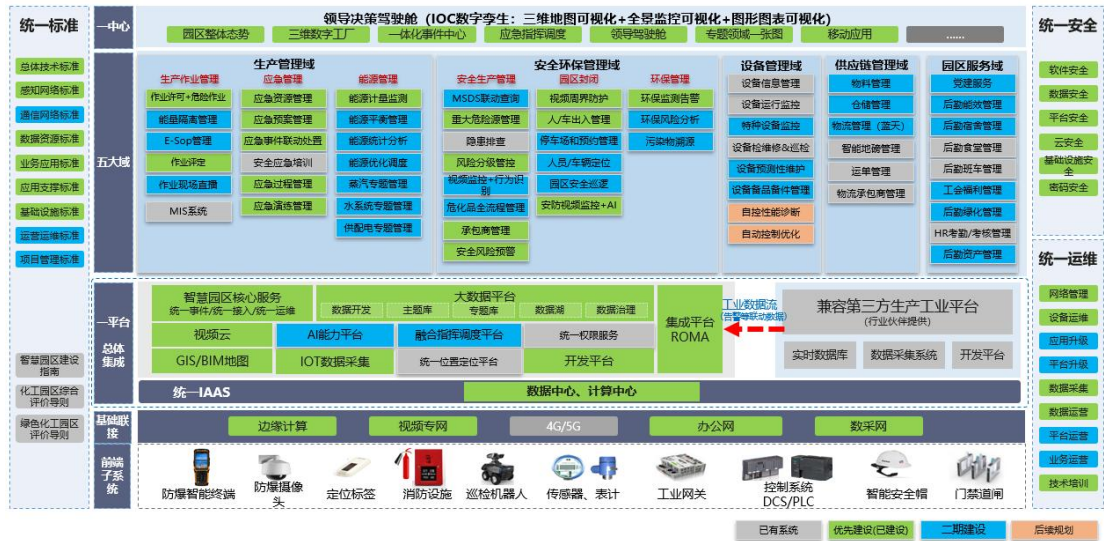 统一标准
总体技术标准
感知网络标准
通信网络标准
数据资源标准
业务应用标准
应用支撑标准
基础设施标准
运营运维标准
项目管理标准
智慧园区建设
指南
化工园区综合
评价导则
绿色化工园区
评价导则
一中心
领导决策驾驶舱（IOC数字孪生：三维地图可视化+全景监控可视化+图形图表可视化）
园区整体态势
三维数字工厂
一体化事件中心
应急指挥调度
领导驾驶舱
专题领域一张图
移动应用
......
五大域
生产管理域
生产作业管理
作业许可+危险作业
能量隔离管理
E-Sop管理
作业评定
作业现场直播
MIS系统
应急管理
应急资源管理
应急预案管理
应急事件联动处置
安全应急培训
应急过程管理
应急演练管理
能源管理
能源计量监测
能源平衡管理
能源统计分析
能源优化调度
蒸汽专题管理
水系统专题管理
供配电专题管理
安全环保管理域
安全生产管理
MSDS联动查询
重大危险源管理
隐患排查
风险分级管控
视频监控+行为识
别
危化品全流程管理
承包商管理
安全风险预警
园区封闭
视频周界防护
人/车出入管理
停车场和预约管理
人员/车辆定位
园区安全巡逻
安防视频监控+AI
环保管理
环保监测告警
环保风险分析
污染物溯源
设备管理域
设备信息管理
设备运行监控
特种设备监控
设备检维修&巡检
设备预测性维护
设备备品备件管理
自控性能诊断
自动控制优化
供应链管理域
物料管理
仓储管理
物流管理（蓝天）
智能地磅管理
运单管理
物流承包商管理
园区服务域
党建服务
后勤能效管理
后勤宿舍管理
后勤食堂管理
后勤班车管理
工会福利管理
后勤绿化管理
HR考勤/考核管理
后勤资产管理
一平台
总体
集成
智慧园区核心服务
统一事件/统一接入/统一运维
大数据平台
数据开发
主题库
专题库
数据湖
数据治理
视频云
AI能力平台
融合指挥调度平台
统一权限服务
GIS/BIM地图
IOT数据采集
统一位置定位平台
开发平台
集成平台
ROMA
工业数据流
(告警等联动数据)
兼容第三方生产工业平台
(行业伙伴提供)
实时数据库
数据采集系统
开发平台
统一IAAS
数据中心、计算中心
基础联
接
边缘计算
视频专网
4G/5G
办公网
数采网
前端
子系
统
防爆智能终端
防爆摄像
头
定位标签
消防设施
巡检机器人
传感器、表计
工业网关
控制系统
DCS/PLC
智能安全帽
门禁道闸
统一安全
软件安全
数据安全
平台安全
云安全
基础设施安
全
密码安全
统一运维
网络管理
设备运维
应用升级
平台升级
数据采集
数据运营
平台运营
业务运营
技术培训
已有系统
优先建设(已建设)
二期建设
后续规划